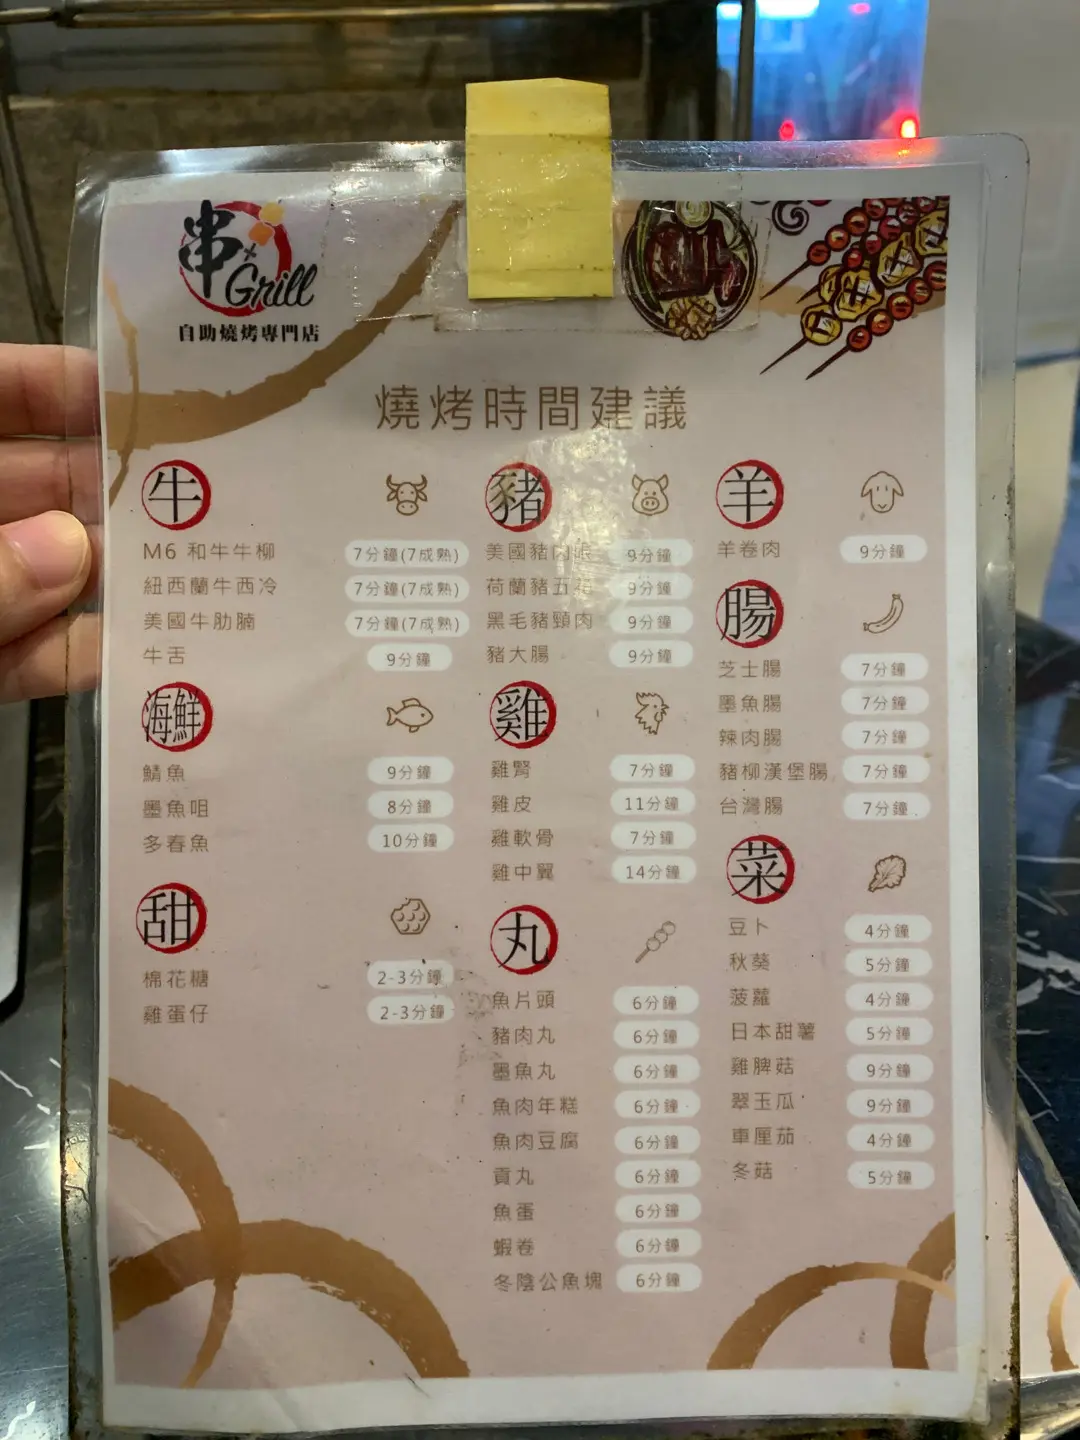 串
×
Grill
自助燒烤專門店
燒烤時間建議
牛
M6 和牛牛柳 7分鐘(7成熟)
紐西蘭牛西冷 7分鐘(7成熟)
美國牛肋腩 7分鐘(7成熟)
牛舌 9分鐘
海鮮
鯖魚 9分鐘
墨魚咀 8分鐘
多春魚 10分鐘
甜
棉花糖 2-3分鐘
雞蛋仔 2-3分鐘
豬
美國豬肉眼 9分鐘
荷蘭豬五花 9分鐘
黑毛豬頸肉 9分鐘
豬大腸 9分鐘
雞
雞腎 7分鐘
雞皮 11分鐘
雞軟骨 7分鐘
雞中翼 14分鐘
丸
魚片頭 6分鐘
豬肉丸 6分鐘
墨魚丸 6分鐘
魚肉年糕 6分鐘
魚肉豆腐 6分鐘
貢丸 6分鐘
魚蛋 6分鐘
蝦卷 6分鐘
冬陰公魚塊 6分鐘
羊
羊卷肉 9分鐘
腸
芝士腸 7分鐘
墨魚腸 7分鐘
辣肉腸 7分鐘
豬柳漢堡腸 7分鐘
台灣腸 7分鐘
菜
豆卜 4分鐘
秋葵 5分鐘
菠蘿 4分鐘
日本甜薯 5分鐘
雞脾菇 9分鐘
翠玉瓜 9分鐘
車厘茄 4分鐘
冬菇 5分鐘